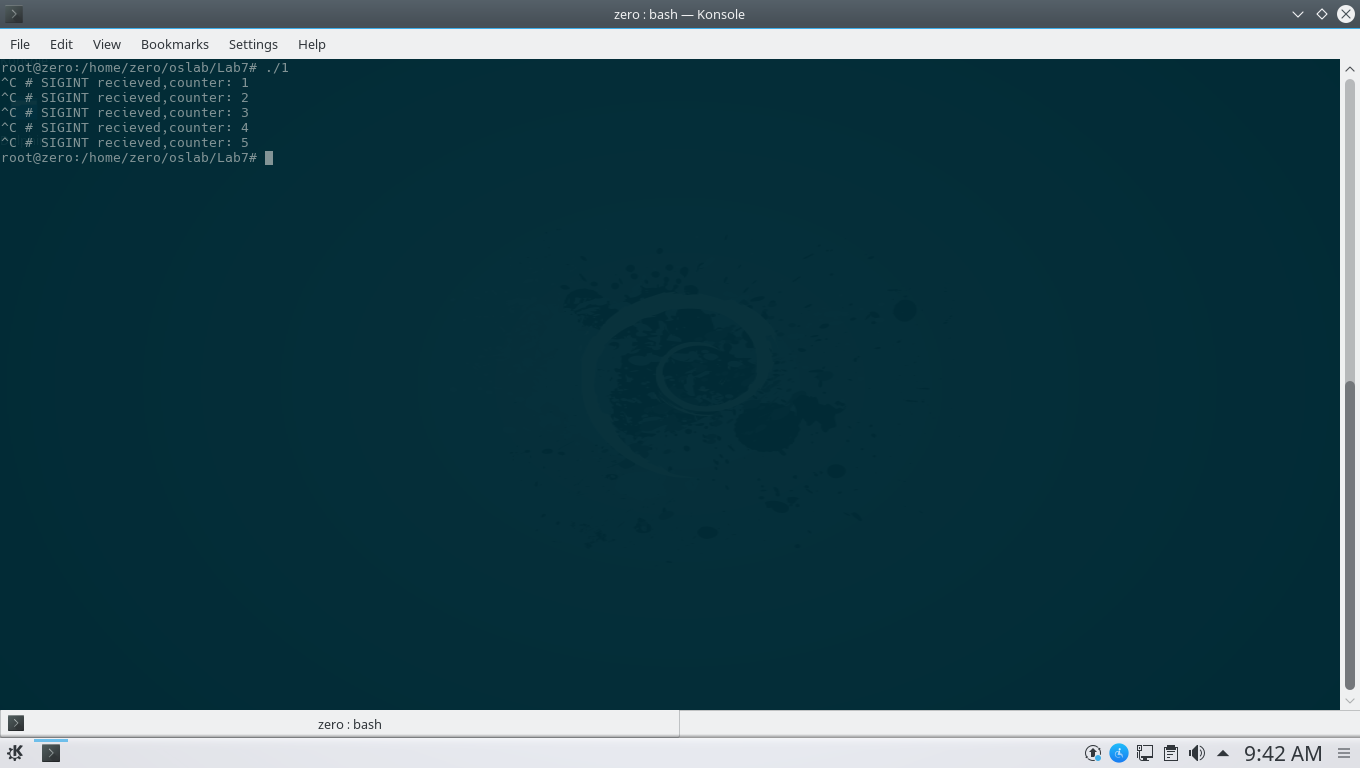 zero : bash — Konsole
File Edit View Bookmarks Settings Help
root@zero:/home/zero/oslab/Lab7# ./1
^C # SIGINT recieved,counter: 1
^C # SIGINT recieved,counter: 2
^C # SIGINT recieved,counter: 3
^C # SIGINT recieved,counter: 4
^C # SIGINT recieved,counter: 5
root@zero:/home/zero/oslab/Lab7#
zero : bash
9:42 AM